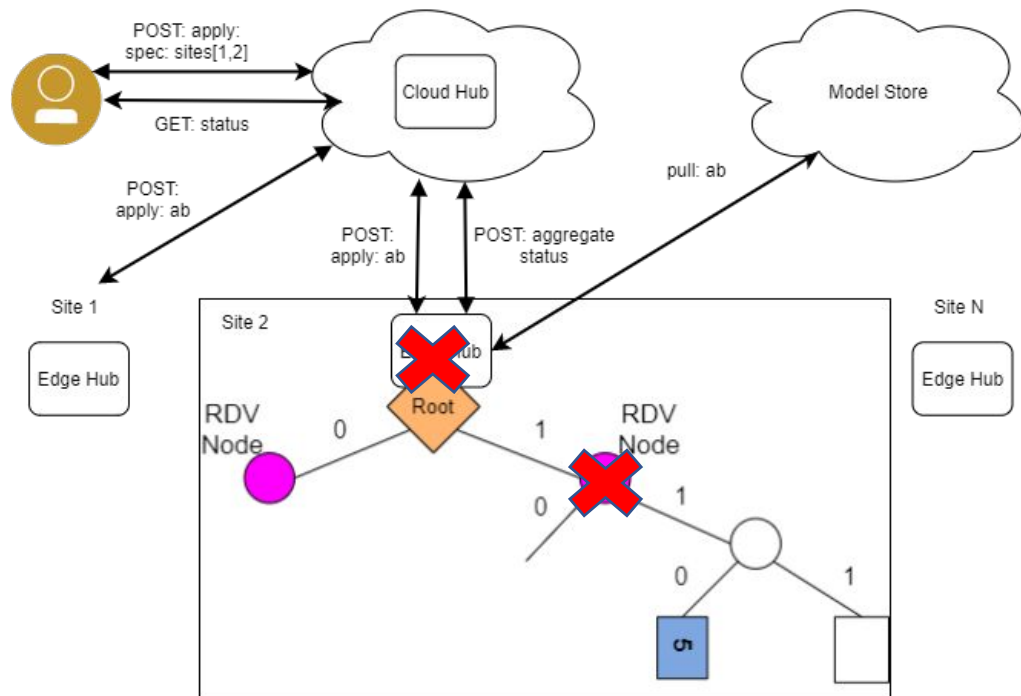 POST: apply:
spec: sites[1,2]
GET: status
Cloud Hub
Model Store
POST:
apply: ab
pull: ab
POST:
apply: ab
POST: aggregate
status
Site 1
Edge Hub
Site 2
Root
RDV
Node
0
1
RDV
Node
0
1
0
1
5
Site N
Edge Hub